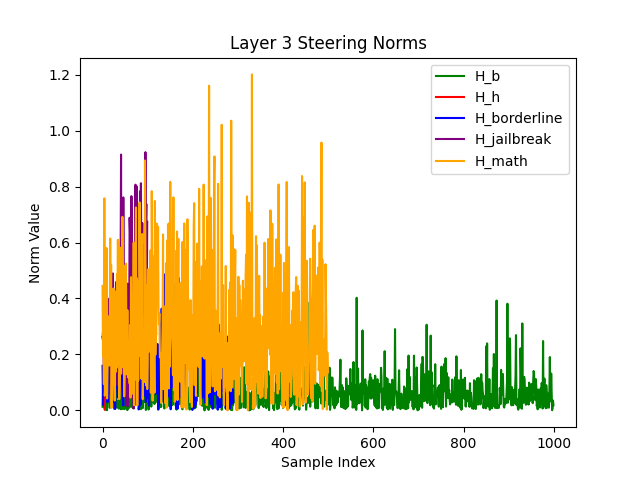 Layer 3 Steering Norms
H_b
H_h
H_borderline
H_jailbreak
H_math
Norm Value
1.2
1.0
0.8
0.6
0.4
0.2
0.0
0 200 400 600 800 1000
Sample Index